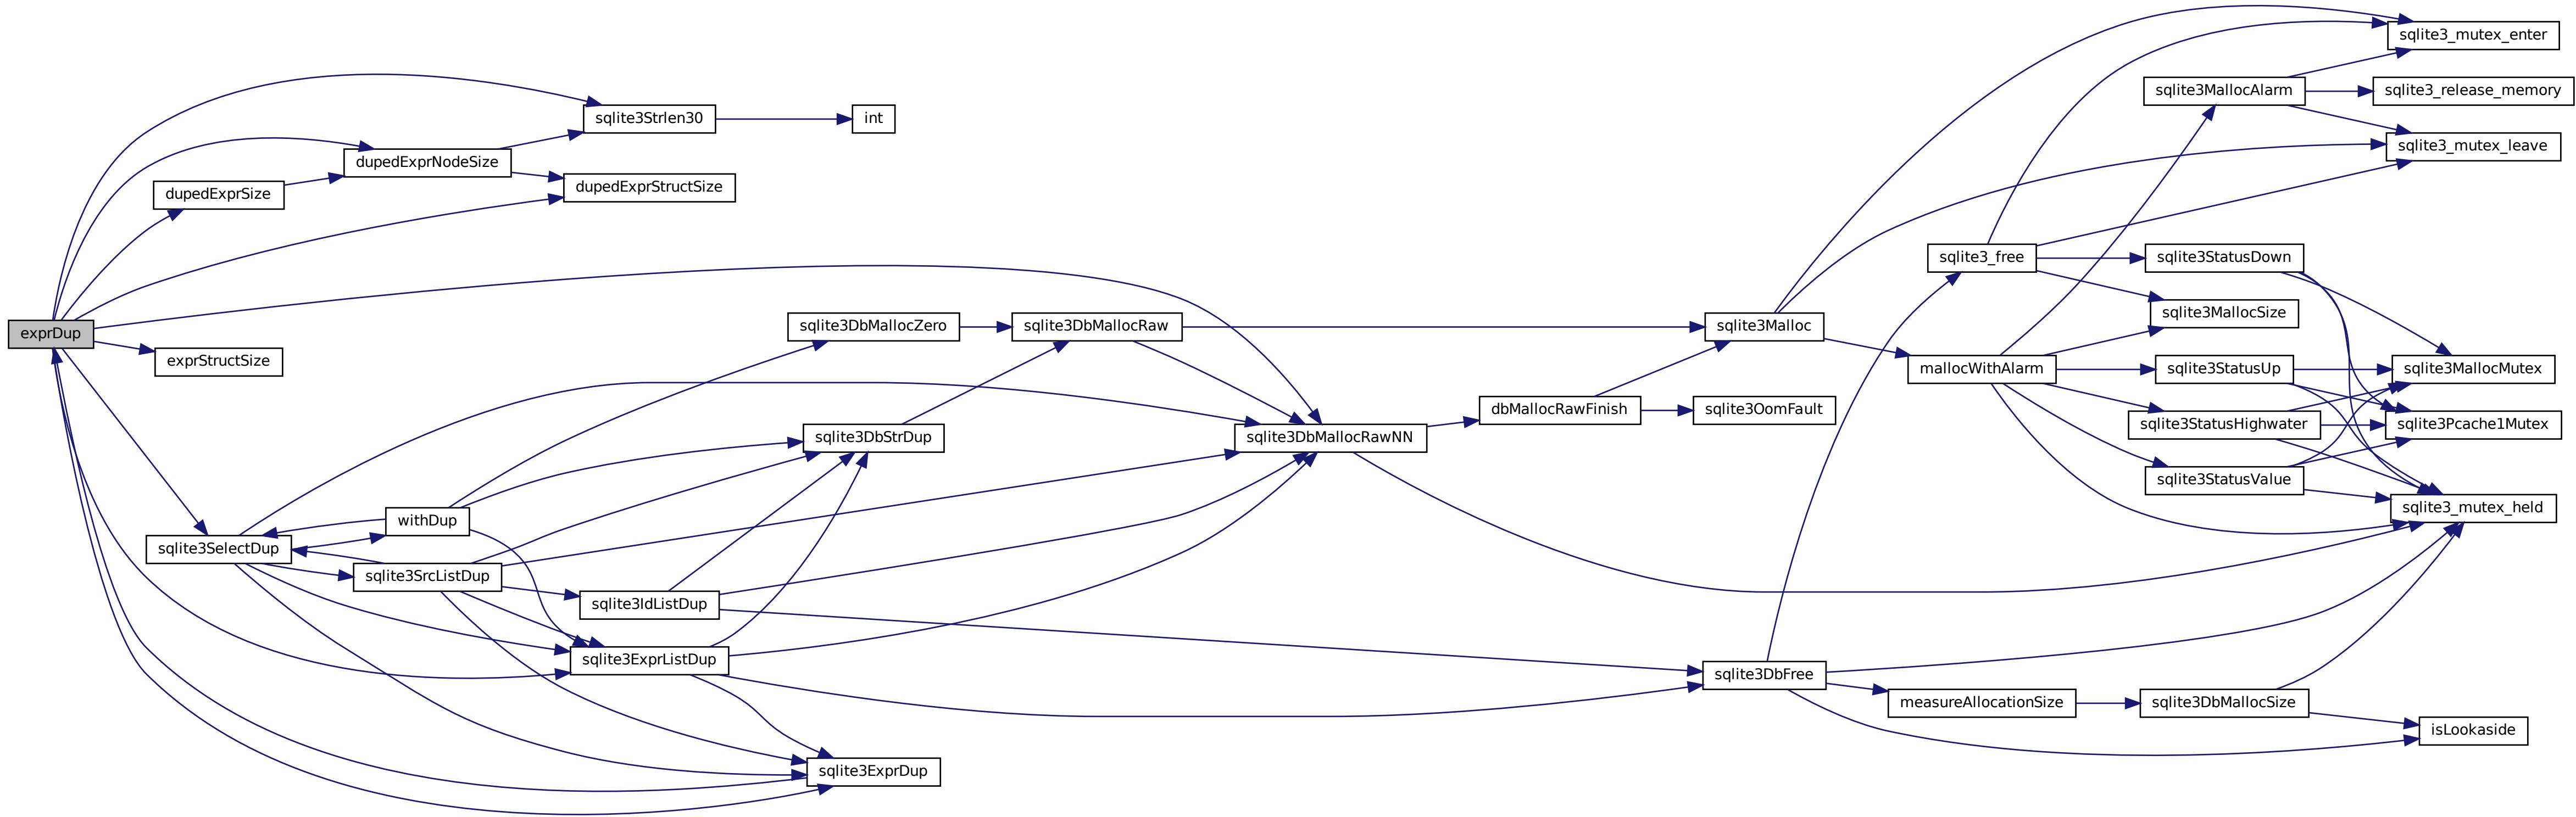 exprDup
dupedExprSize
exprStructSize
sqlite3SelectDup
dupedExprNodeSize
withDup
sqlite3SrcListDup
sqlite3Strlen30
dupedExprStructSize
sqlite3IdListDup
sqlite3ExprListDup
int
sqlite3DbMallocZero
sqlite3DbStrDup
sqlite3ExprDup
sqlite3DbMallocRaw
sqlite3DbMallocRawNN
dbMallocRawFinish
sqlite3Malloc
sqlite3OomFault
sqlite3DbFree
sqlite3_free
mallocWithAlarm
measureAllocationSize
sqlite3MallocAlarm
sqlite3StatusDown
sqlite3MallocSize
sqlite3StatusUp
sqlite3StatusHighwater
sqlite3StatusValue
sqlite3DbMallocSize
sqlite3_mutex_enter
sqlite3_release_memory
sqlite3_mutex_leave
sqlite3MallocMutex
sqlite3Pcache1Mutex
sqlite3_mutex_held
isLookaside